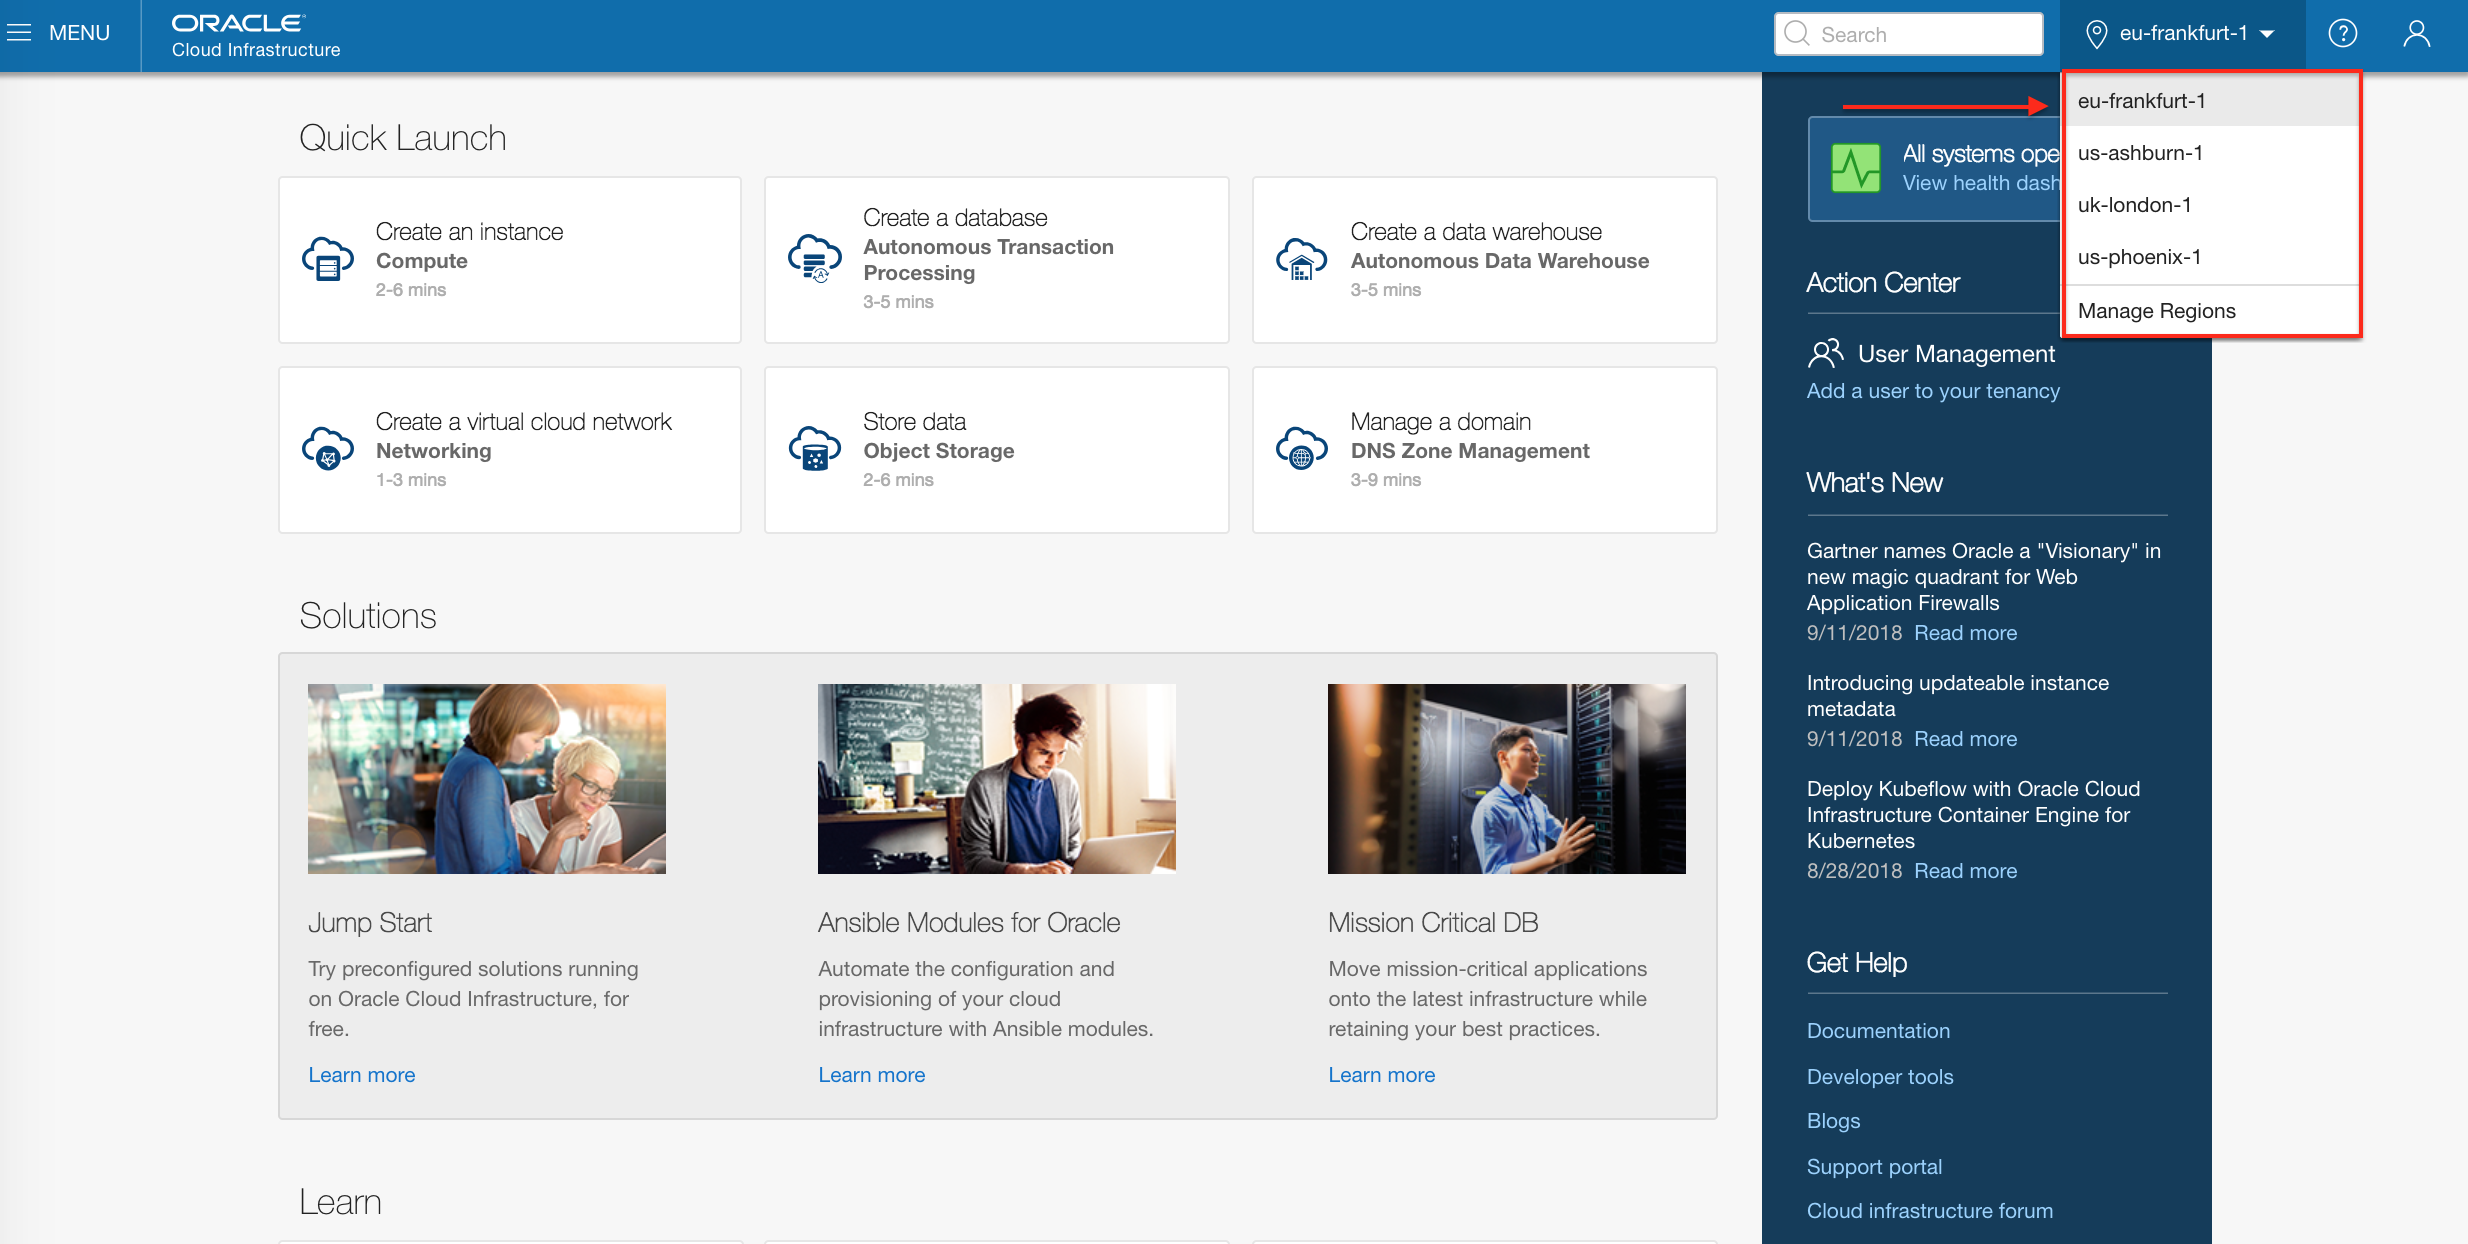 MENU
ORACLE
Cloud Infrastructure
Search
eu-frankfurt-1
eu-frankfurt-1
us-ashburn-1
uk-london-1
us-phoenix-1
Manage Regions
Quick Launch
Create an instance
Compute
2-6 mins
Create a database
Autonomous Transaction
Processing
3-5 mins
Create a data warehouse
Autonomous Data Warehouse
3-5 mins
Create a virtual cloud network
Networking
1-3 mins
Store data
Object Storage
2-6 mins
Manage a domain
DNS Zone Management
3-9 mins
Solutions
Jump Start
Try preconfigured solutions running
on Oracle Cloud Infrastructure, for
free.
Learn more
Ansible Modules for Oracle
Automate the configuration and
provisioning of your cloud
infrastructure with Ansible modules.
Learn more
Mission Critical DB
Move mission-critical applications
onto the latest infrastructure while
retaining your best practices.
Learn more
Learn
All systems ope
View health dash
Action Center
User Management
Add a user to your tenancy
What's New
Gartner names Oracle a "Visionary" in
new magic quadrant for Web
Application Firewalls
9/11/2018 Read more
Introducing updateable instance
metadata
9/11/2018 Read more
Deploy Kubeflow with Oracle Cloud
Infrastructure Container Engine for
Kubernetes
8/28/2018 Read more
Get Help
Documentation
Developer tools
Blogs
Support portal
Cloud infrastructure forum